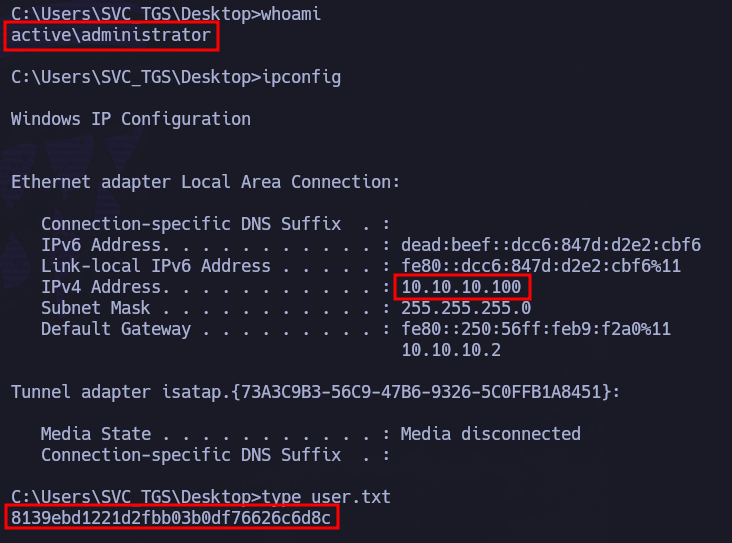 C:\Users\SVC_TGS\Desktop>whoami
active\administrator
C:\Users\SVC_TGS\Desktop>ipconfig
Windows IP Configuration
Ethernet adapter Local Area Connection:
   Connection-specific DNS Suffix  . :
   IPv6 Address. . . . . . . . . . . : dead:beef::dcc6:847d:d2e2:cbf6
   Link-local IPv6 Address . . . . . : fe80::dcc6:847d:d2e2:cbf6%11
   IPv4 Address. . . . . . . . . . . : 10.10.10.100
   Subnet Mask . . . . . . . . . . . : 255.255.255.0
   Default Gateway . . . . . . . . . : fe80::250:56ff:feb9:f2a0%11
                                       10.10.10.2
Tunnel adapter isatap.{73A3C9B3-56C9-47B6-9326-5C0FFB1A8451}:
   Media State . . . . . . . . . . . : Media disconnected
   Connection-specific DNS Suffix  . :
C:\Users\SVC_TGS\Desktop>type user.txt
8139ebd1221d2fbb03b0df76626c6d8c